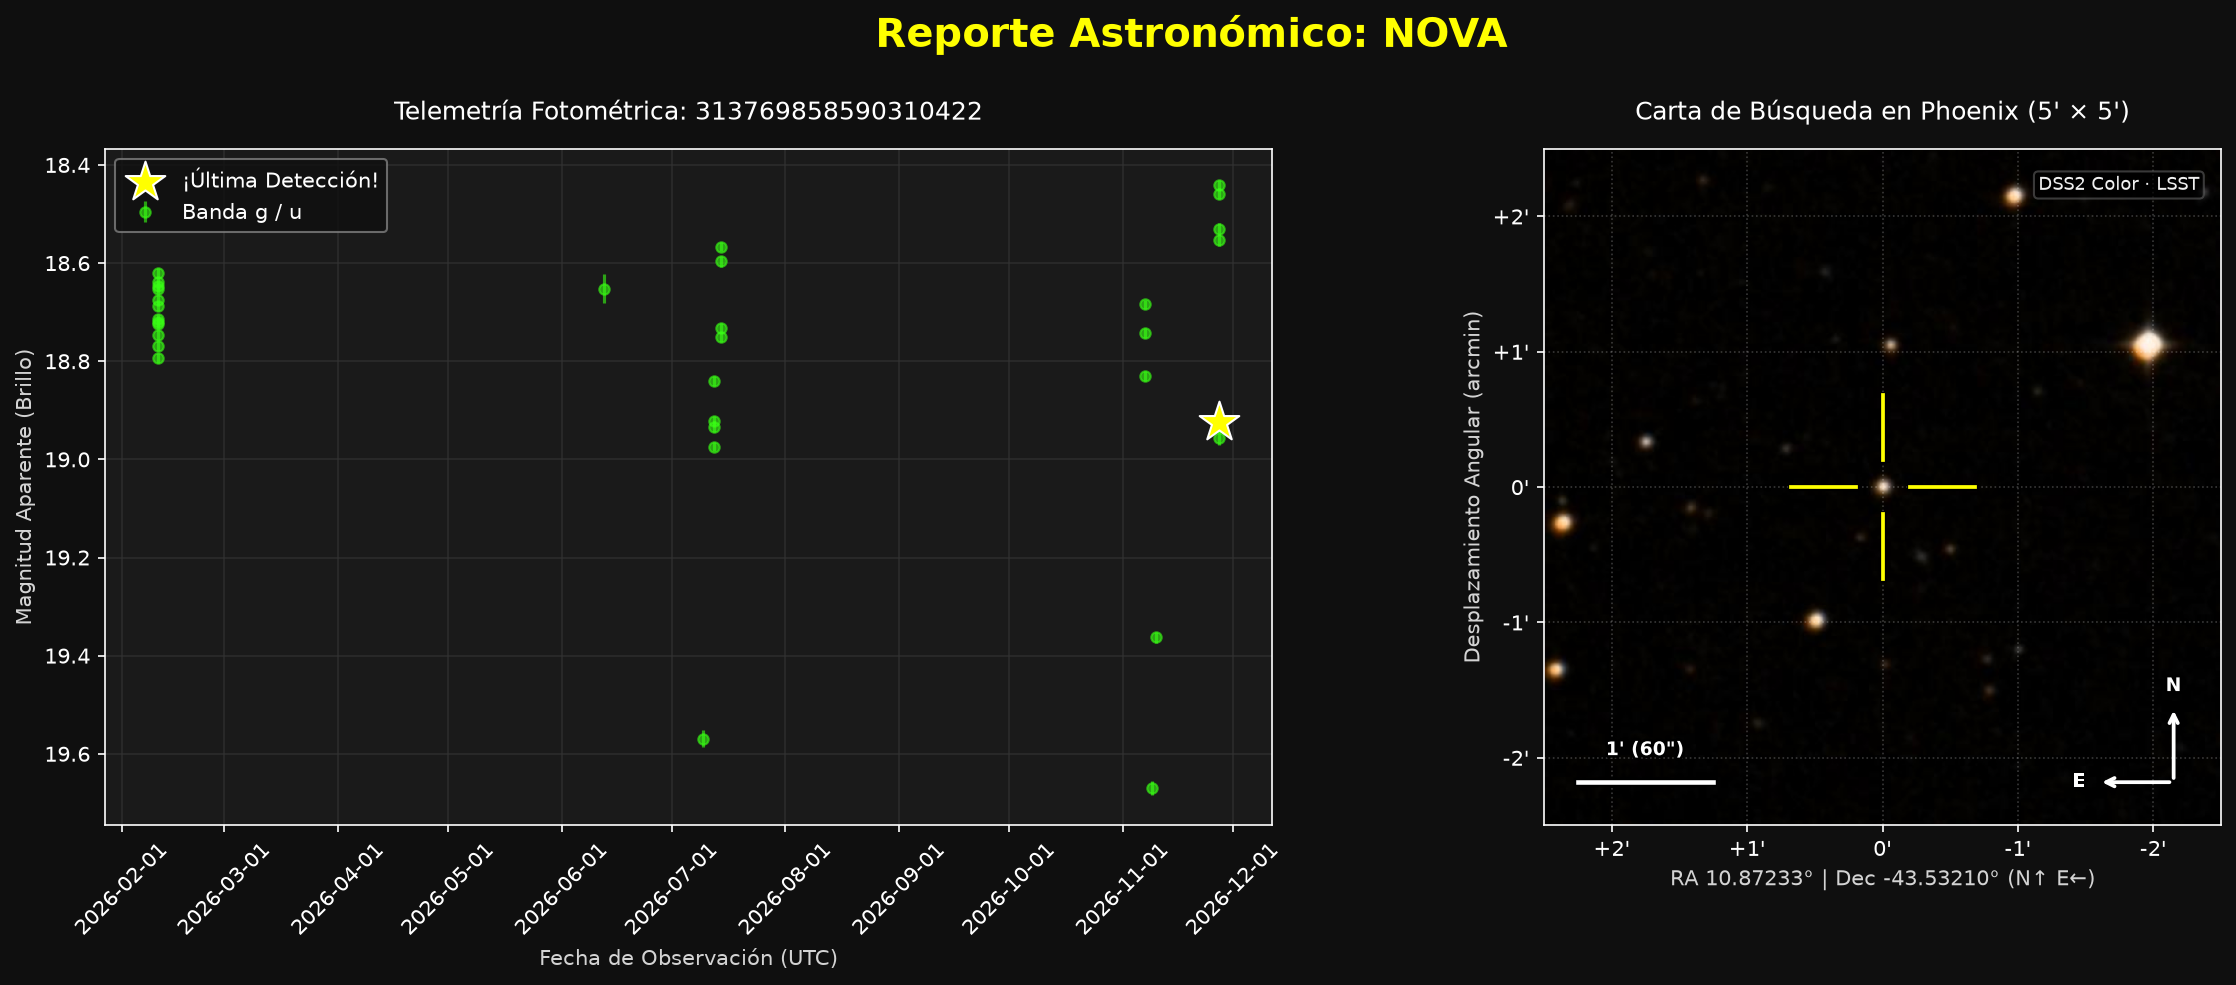 Reporte Astronómico: NOVA
Telemetría Fotométrica: 313769858590310422
¡Última Detección!
Banda g / u
Magnitud Aparente (Brillo)
18.4
18.6
18.8
19.0
19.2
19.4
19.6
2026-02-01
2026-03-01
2026-04-01
2026-05-01
2026-06-01
2026-07-01
2026-08-01
2026-09-01
2026-10-01
2026-11-01
2026-12-01
Fecha de Observación (UTC)
Carta de Búsqueda en Phoenix (5' × 5')
DSS2 Color · LSST
Desplazamiento Angular (arcmin)
+2'
+1'
0'
-1'
-2'
N
E
1' (60")
+2'
+1'
0'
-1'
-2'
RA 10.87233° | Dec -43.53210° (N↑ E←)